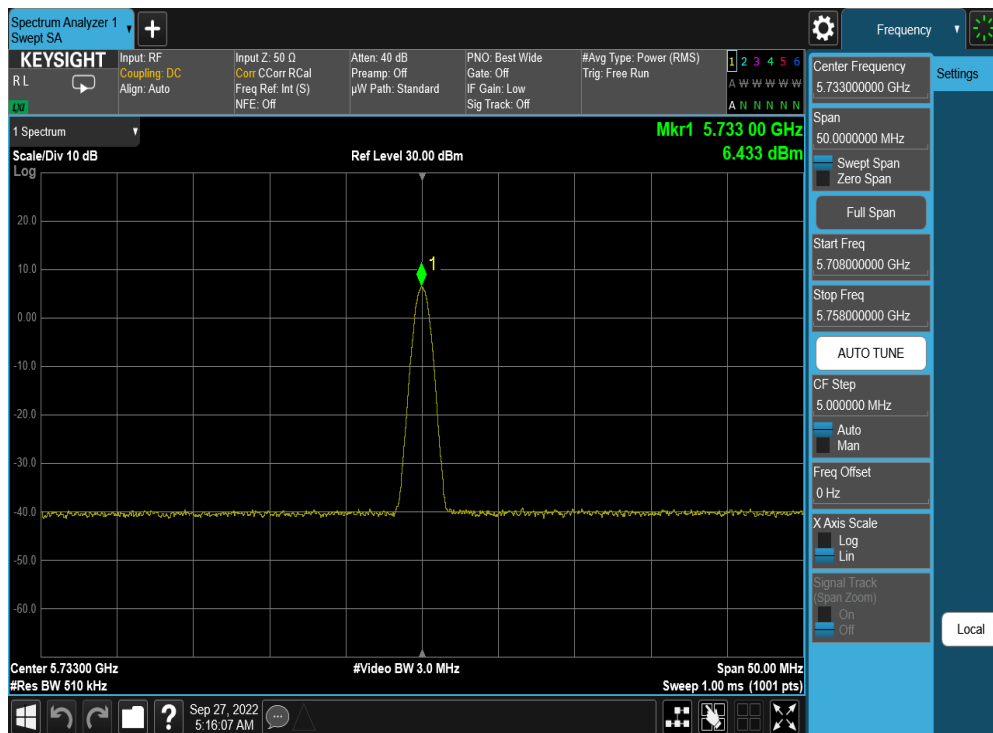 Spectrum Analyzer 1
Swept SA
+
Frequency
KEYSIGHT
R L
LNI
Input: RF
Coupling: DC
Align: Auto
Input Z: 50 Ω
Corr CCorr RCal
Freq Ref: Int (S)
NFE: Off
Atten: 40 dB
Preamp: Off
µW Path: Standard
PNO: Best Wide
Gate: Off
IF Gain: Low
Sig Track: Off
#Avg Type: Power (RMS)
Trig: Free Run
1 2 3 4 5 6
A W W W W W
A N N N N N
1 Spectrum
Scale/Div 10 dB
Log
Ref Level 30.00 dBm
Mkr1 5.733 00 GHz
6.433 dBm
1
20.0
10.0
0.00
-10.0
-20.0
-30.0
-40.0
-50.0
-60.0
Center 5.73300 GHz
#Res BW 510 kHz
#Video BW 3.0 MHz
Span 50.00 MHz
Sweep 1.00 ms (1001 pts)
?
Sep 27, 2022
5:16:07 AM
Center Frequency
5.733000000 GHz
Span
50.0000000 MHz
Swept Span
Zero Span
Full Span
Start Freq
5.708000000 GHz
Stop Freq
5.758000000 GHz
AUTO TUNE
CF Step
5.000000 MHz
Auto
Man
Freq Offset
0 Hz
X Axis Scale
Log
Lin
Signal Track
(Span Zoom)
On
Off
Settings
Local